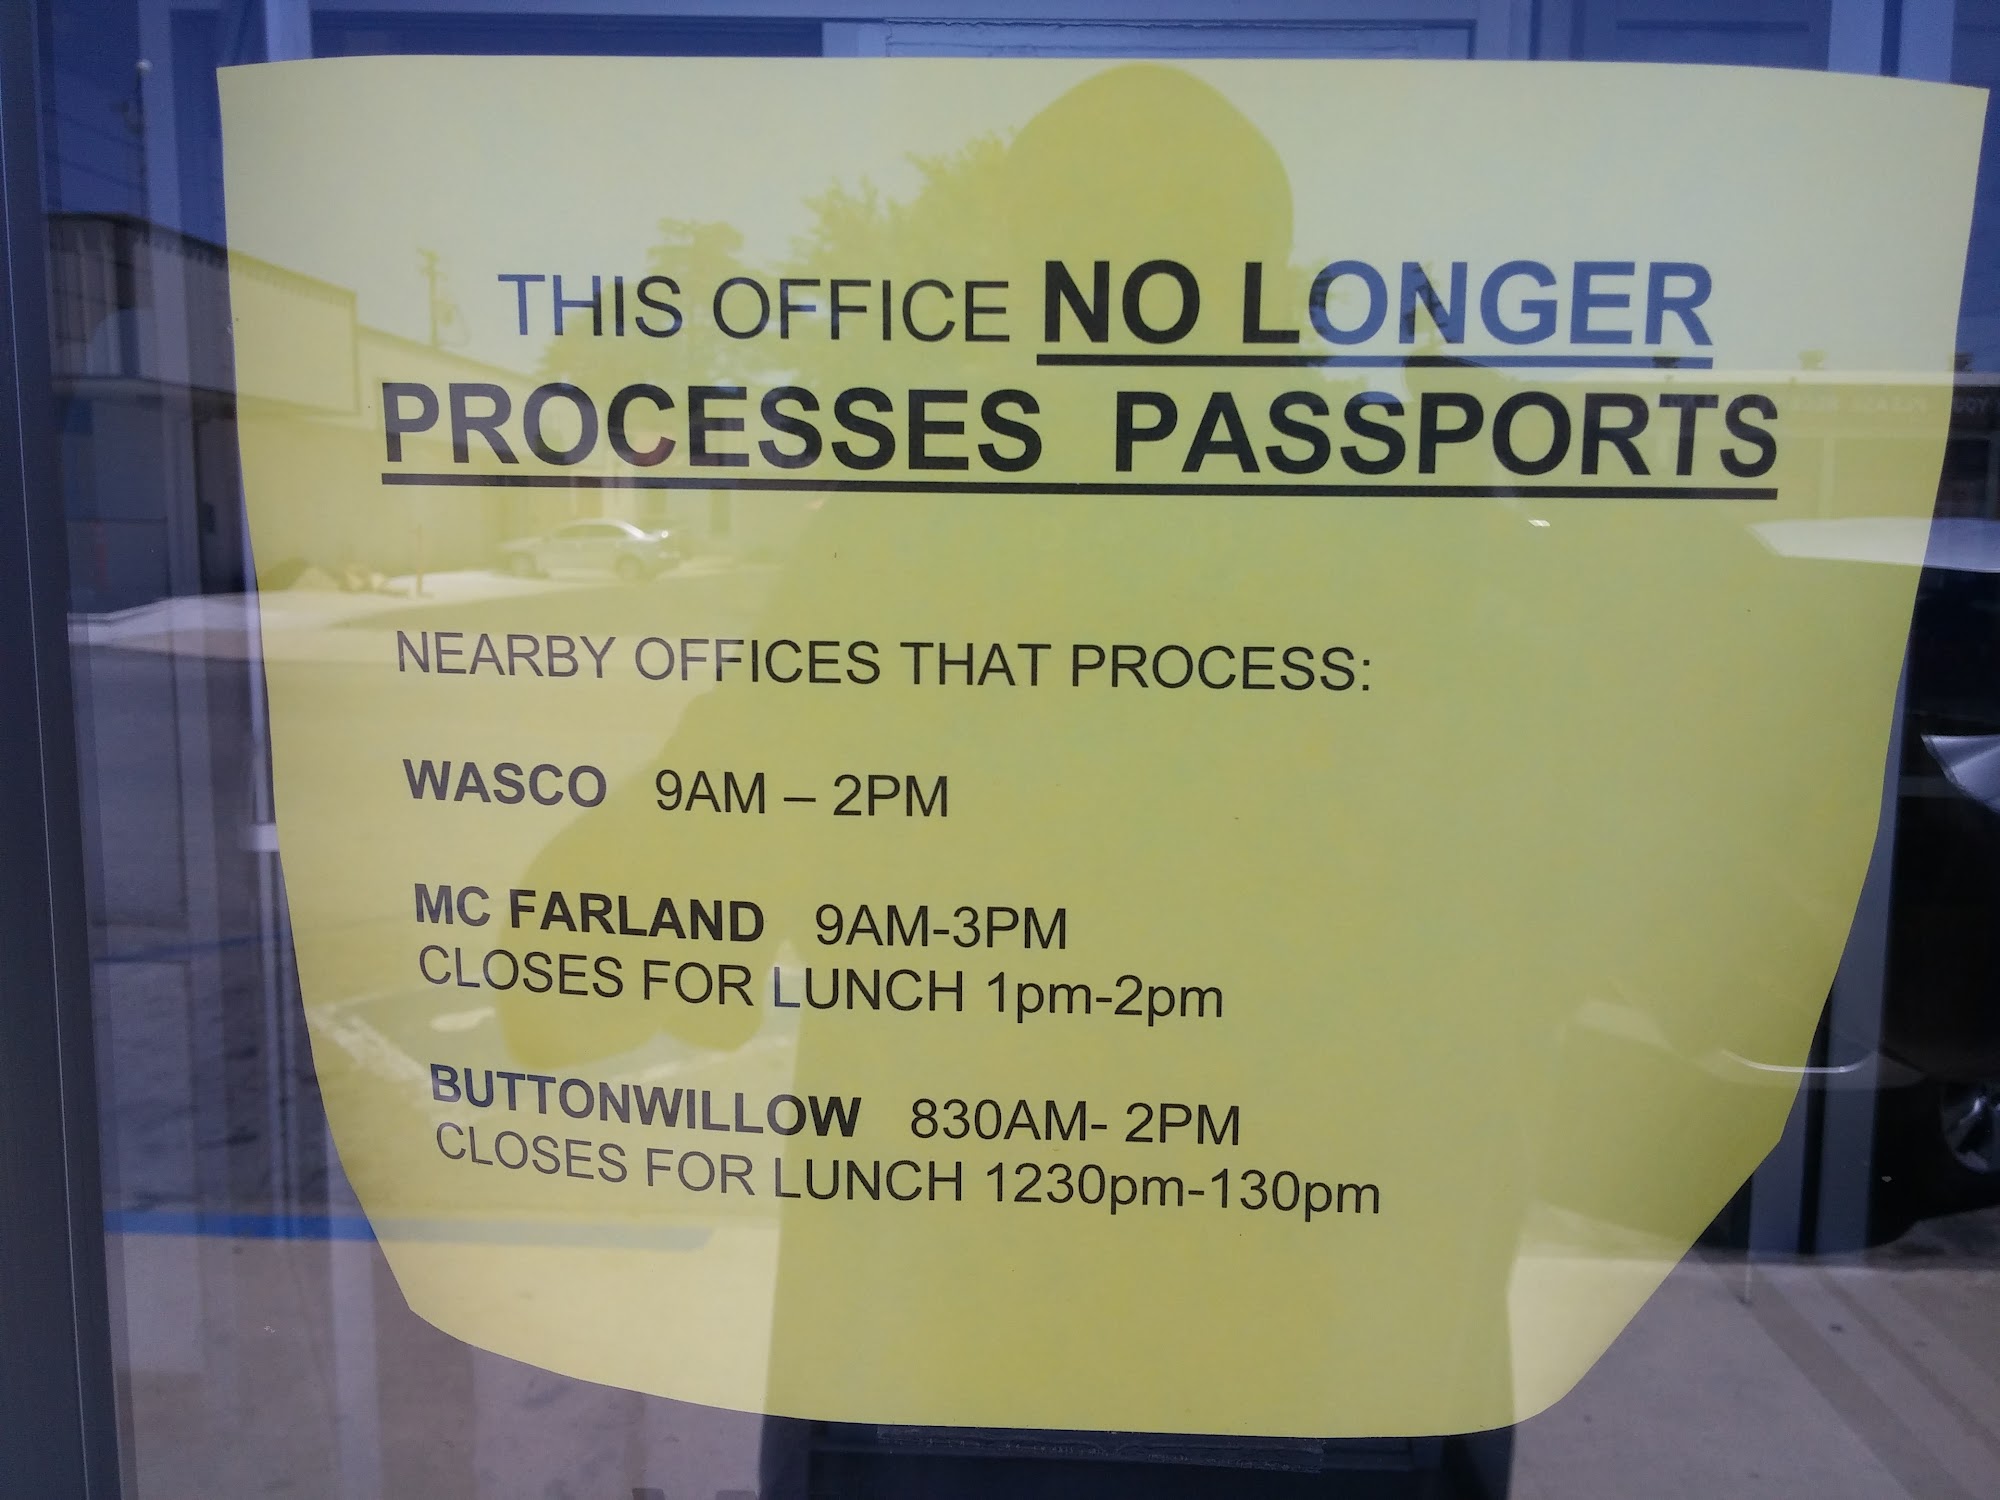 THIS OFFICE NO LONGER
PROCESSES PASSPORTS
NEARBY OFFICES THAT PROCESS:
WASCO 9AM – 2PM
MC FARLAND 9AM-3PM
CLOSES FOR LUNCH 1pm-2pm
BUTTONWILLOW 830AM- 2PM
CLOSES FOR LUNCH 1230pm-130pm